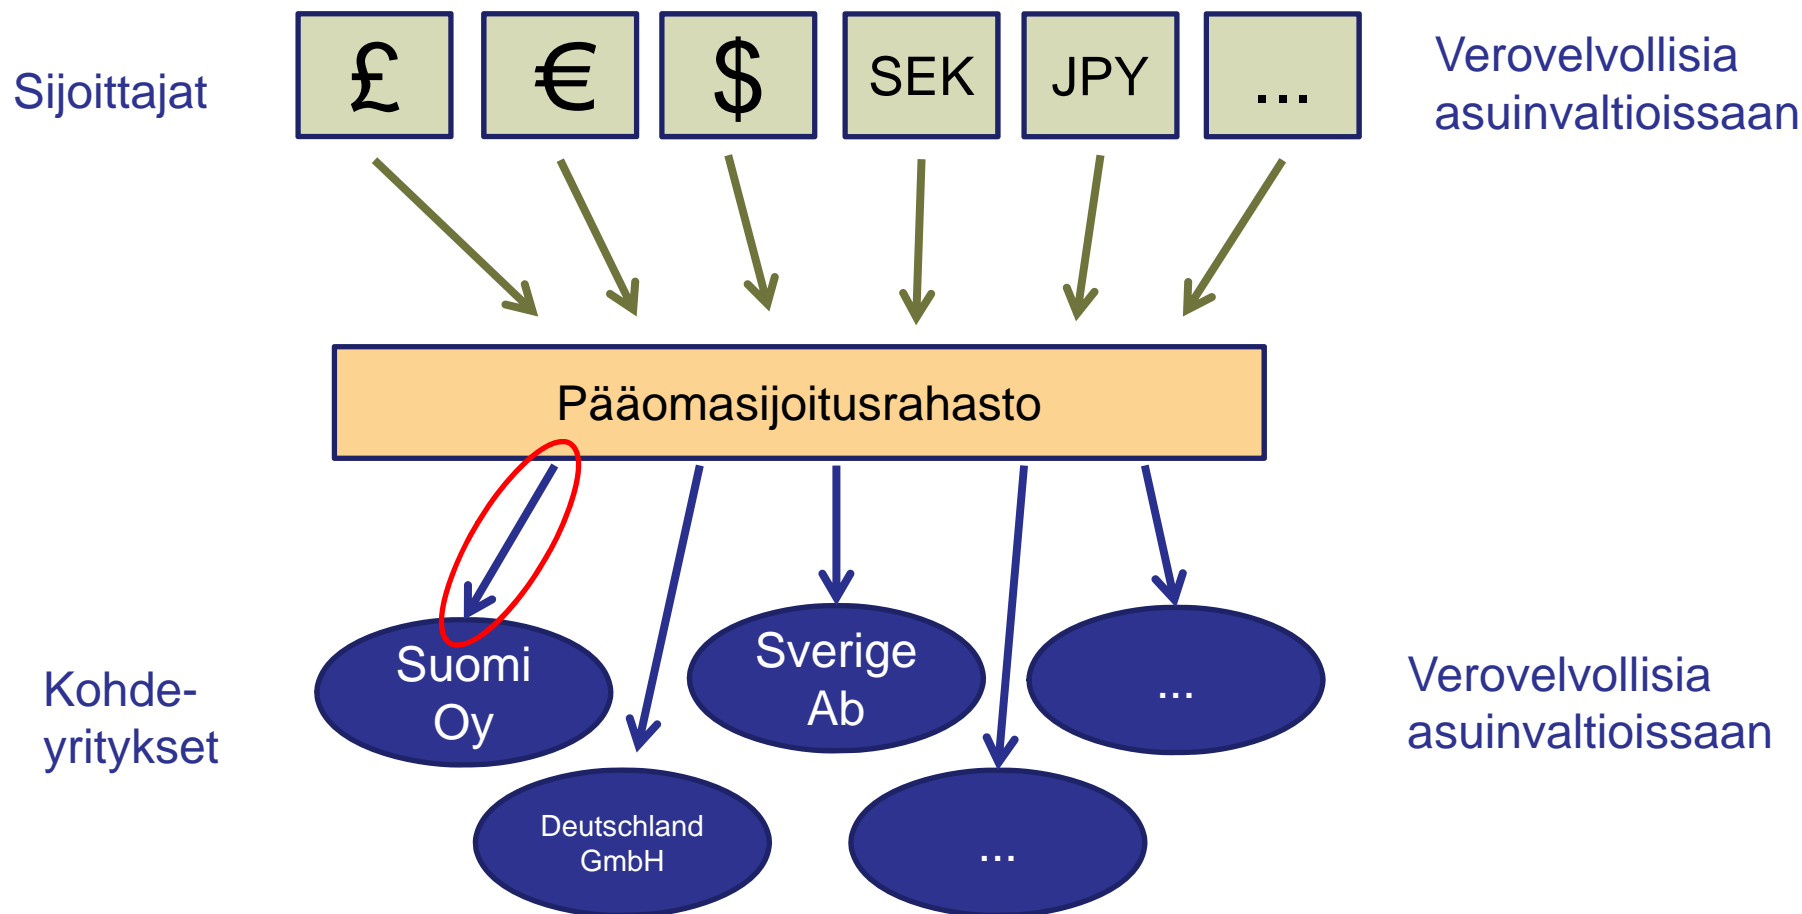 Sijoittajat
£
€
$
SEK
JPY
...
Verovelvollisia
asuinvaltioissaan
Pääomasijoitusrahasto
Kohde-
yritykset
Suomi
Oy
Sverige
Ab
...
Verovelvollisia
asuinvaltioissaan
Deutschland
GmbH
...